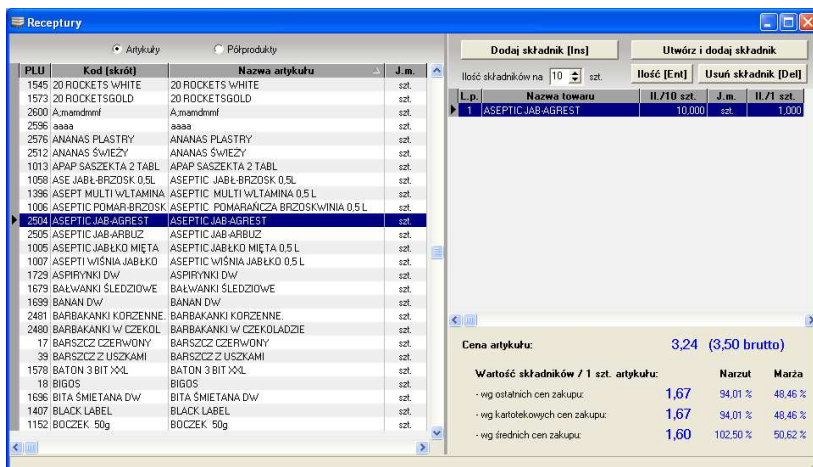 Receptury
Artykuły Półprodukty
PLU Kod (skrót) Nazwa artykułu J.m.
1545 20 ROCKETS WHITE 20 ROCKETS WHITE szt.
1573 20 ROCKETSGOLD 20 ROCKETSGOLD szt.
2600 A;mamdmmf A;mamdmmf szt.
2596 aaaa aaaa szt.
2576 ANANAS PLASTRY ANANAS PLASTRY szt.
2512 ANANAS ŚWIEŻY ANANAS ŚWIEŻY szt.
1013 APAP SASZEKTA 2 TABL APAP SASZEKTA 2 TABL szt.
1058 ASE JABŁ-BRZOSK 0,5L ASEPTIC JABŁ-BRZOSK 0,5L szt.
1396 ASEPT MULTI WLTAMINA ASEPTIC MULTI WLTAMINA 0,5 L szt.
1006 ASEPTIC POMAR-BRZOSK ASEPTIC POMARAŃCZA BRZOSKWINIA 0,5 L szt.
2504 ASEPTIC JAB-AGREST ASEPTIC JAB-AGREST szt.
2505 ASEPTIC JAB-ARBUZ ASEPTIC JAB-ARBUZ szt.
1005 ASEPTIC JABŁKO MIĘTA ASEPTIC JABŁKO MIĘTA 0,5 L szt.
1007 ASEPTI WIŚNIA JABŁKO ASEPTIC WIŚNIA JABŁKO 0,5 L szt.
1729 ASPIRYNKI DW ASPIRYNKI DW szt.
1679 BAŁWANKI ŚLEDZIOWE BAŁWANKI ŚLEDZIOWE szt.
1699 BANAN DW BANAN DW szt.
2481 BARBAKANKI KORZENNE. BARBAKANKI KORZENNE. szt.
2480 BARBAKANKI W CZEKOL BARBAKANKI W CZEKOLADZIE szt.
17 BARSZCZ CZERWONY BARSZCZ CZERWONY szt.
39 BARSZCZ Z USZKAMI BARSZCZ Z USZKAMI szt.
1578 BATON 3 BIT XXL BATON 3 BIT XXL szt.
18 BIGOS BIGOS szt.
1696 BITA ŚMIETANA DW BITA ŚMIETANA DW szt.
1407 BLACK LABEL BLACK LABEL szt.
1152 BOCZEK 50g BOCZEK 50g szt.
Dodaj składnik [Ins] Utwórz i dodaj składnik
Ilość składników na 10 szt. Ilość [Ent] Usuń składnik [Del]
L.p. Nazwa towaru Il./10 szt. J.m. Il./1 szt.
1 ASEPTIC JAB-AGREST 10,000 szt. 1,000
Cena artykułu: 3,24 (3,50 brutto)
Wartość składników / 1 szt. artykułu: Narzut Marża
- wg ostatnich cen zakupu: 1,67 94,01 % 48,46 %
- wg kartotekowych cen zakupu: 1,67 94,01 % 48,46 %
- wg średnich cen zakupu: 1,60 102,50 % 50,62 %